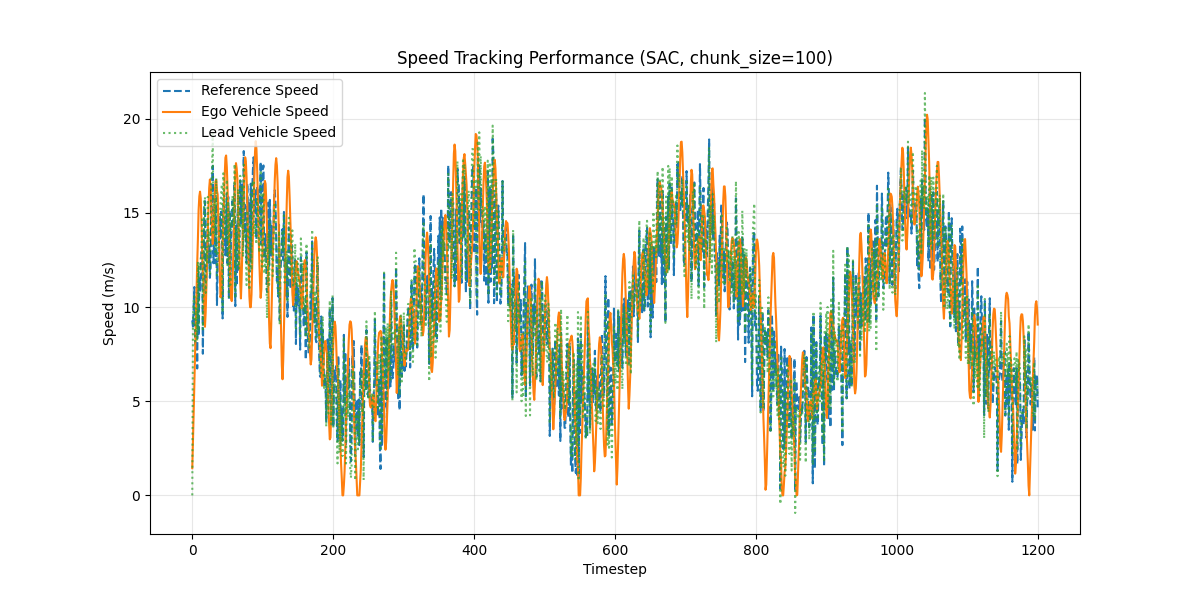 Speed Tracking Performance (SAC, chunk_size=100)
Reference Speed
Ego Vehicle Speed
Lead Vehicle Speed
Speed (m/s)
20
15
10
5
0
0 200 400 600 800 1000 1200
Timestep